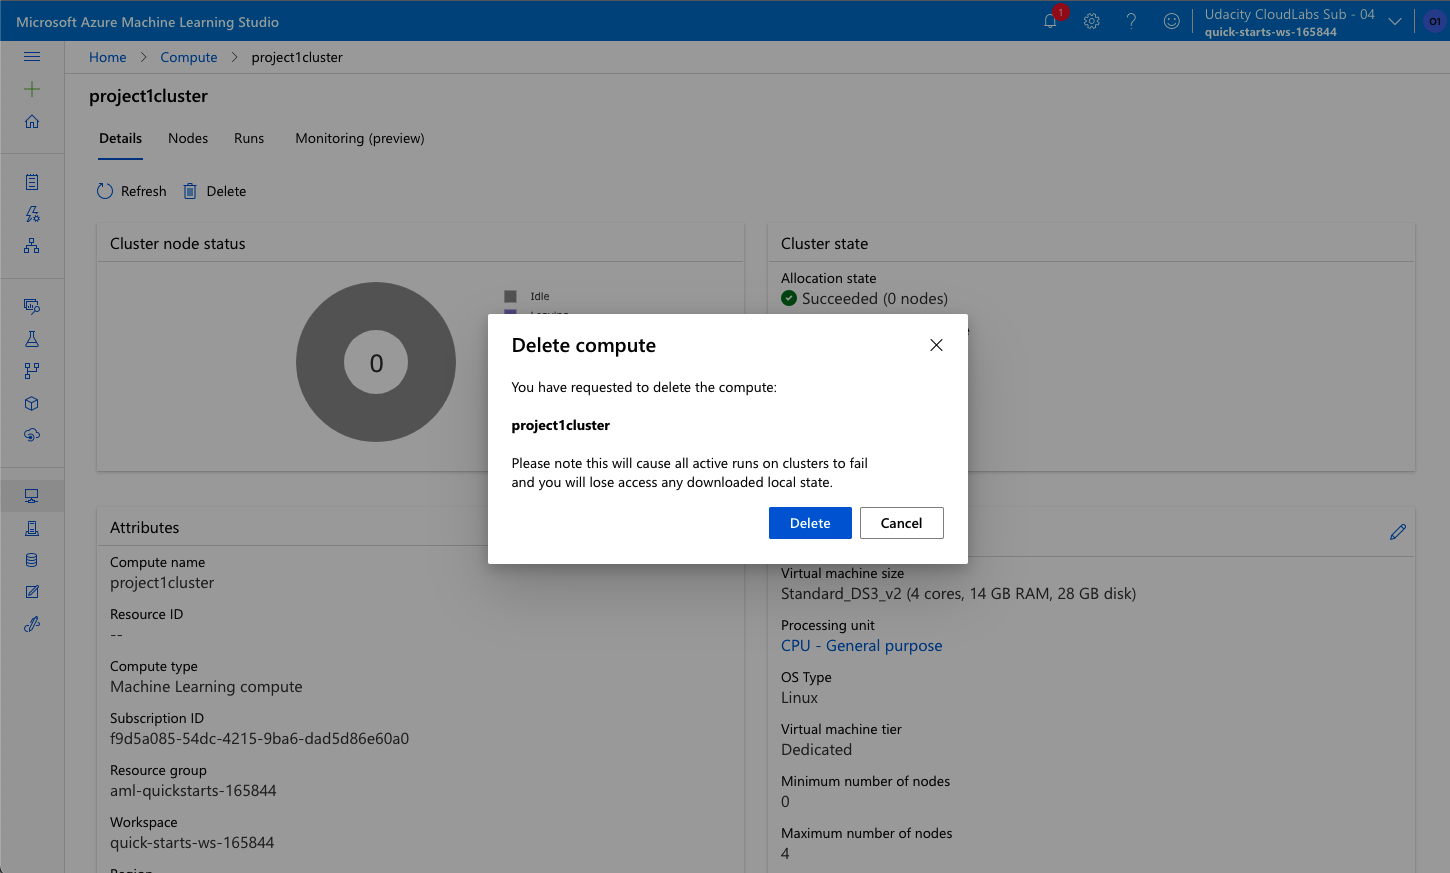 Microsoft Azure Machine Learning Studio
1
Udacity CloudLabs Sub - 04
quick-starts-ws-165844
O1
Home > Compute > project1cluster
project1cluster
Details Nodes Runs Monitoring (preview)
Refresh Delete
Cluster node status
0
Idle
Cluster state
Allocation state
Succeeded (0 nodes)
Delete compute
You have requested to delete the compute:
project1cluster
Please note this will cause all active runs on clusters to fail
and you will lose access any downloaded local state.
Delete Cancel
Attributes
Compute name
project1cluster
Resource ID
--
Compute type
Machine Learning compute
Subscription ID
f9d5a085-54dc-4215-9ba6-dad5d86e60a0
Resource group
aml-quickstarts-165844
Workspace
quick-starts-ws-165844
Region
Virtual machine size
Standard_DS3_v2 (4 cores, 14 GB RAM, 28 GB disk)
Processing unit
CPU - General purpose
OS Type
Linux
Virtual machine tier
Dedicated
Minimum number of nodes
0
Maximum number of nodes
4